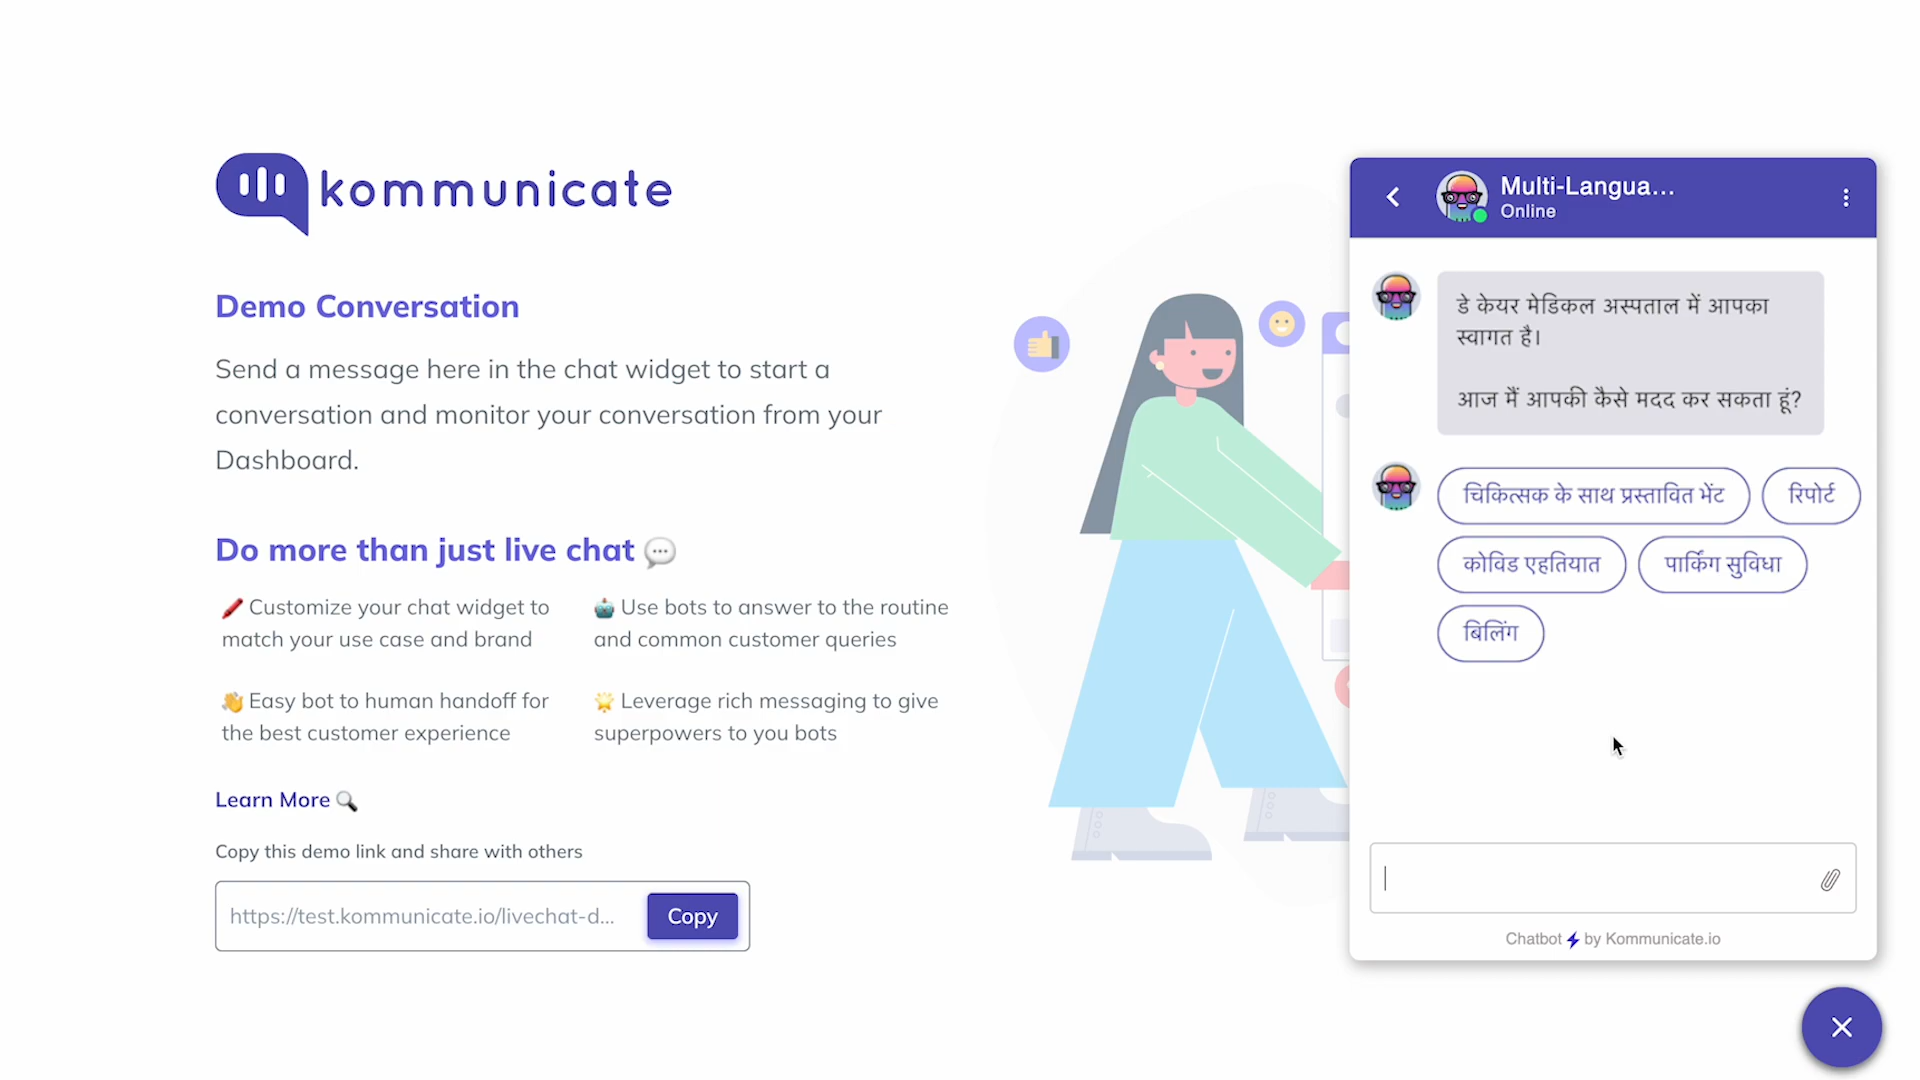 kommunicate
Demo Conversation
Send a message here in the chat widget to start a
conversation and monitor your conversation from your
Dashboard.
Do more than just live chat
Customize your chat widget to
match your use case and brand
Use bots to answer to the routine
and common customer queries
Easy bot to human handoff for
the best customer experience
Leverage rich messaging to give
superpowers to you bots
Learn More
Copy this demo link and share with others
https://test.kommunicate.io/livechat-d...
Copy
Multi-Langua...
Online
डे केयर मेडिकल अस्पताल में आपका
स्वागत है।
आज मैं आपकी कैसे मदद कर सकता हूं?
चिकित्सक के साथ प्रस्तावित भेंट
रिपोर्ट
कोविड एहतियात
पार्किंग सुविधा
बिलिंग
Chatbot by Kommunicate.io